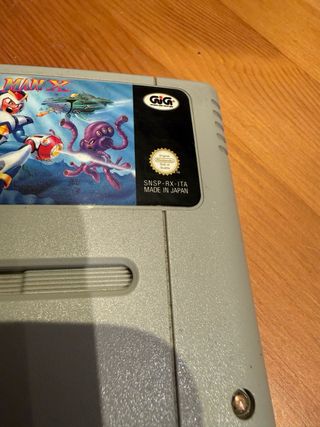 MAN X
GiG
SNSP-RX-ITA
MADE IN JAPAN